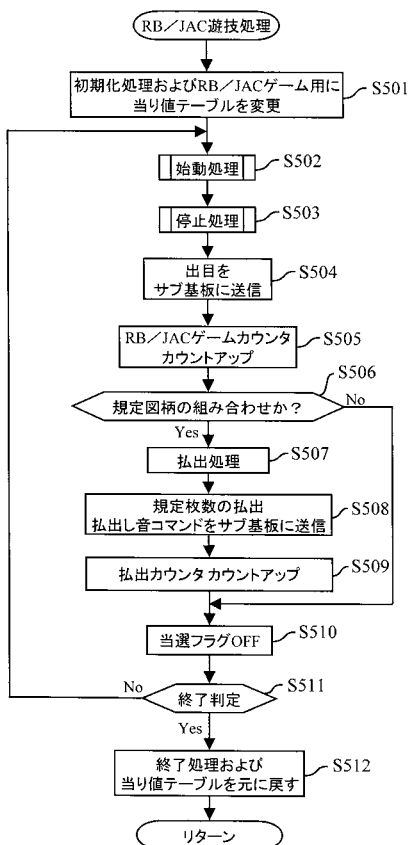 RB／JAC遊技処理
初期化処理およびRB／JACゲーム用に
当り値テーブルを変更
S501
始動処理
S502
停止処理
S503
出目を
サブ基板に送信
S504
RB／JACゲームカウンタ
カウントアップ
S505
規定図柄の組み合わせか？
S506
No
Yes
払出処理
S507
規定枚数の払出
払出し音コマンドをサブ基板に送信
S508
払出カウンタ カウントアップ
S509
当選フラグOFF
S510
No
終了判定
S511
Yes
終了処理および
当り値テーブルを元に戻す
S512
リターン